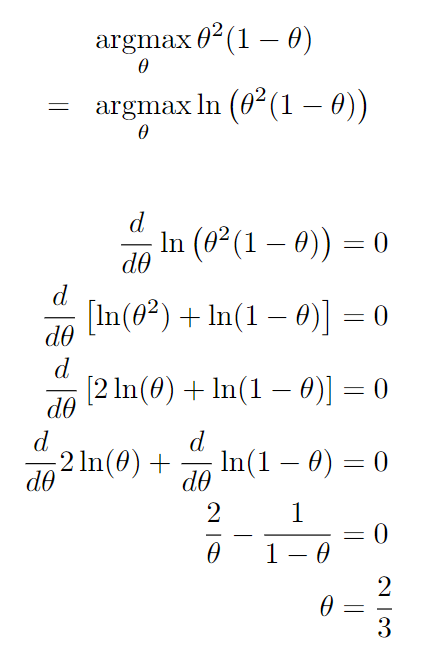 argmax θ²(1 − θ)
θ
= argmax ln (θ²(1 − θ))
θ
d/dθ ln (θ²(1 − θ)) = 0
d/dθ [ln(θ²) + ln(1 − θ)] = 0
d/dθ [2 ln(θ) + ln(1 − θ)] = 0
d/dθ 2 ln(θ) + d/dθ ln(1 − θ) = 0
2/θ − 1/(1 − θ) = 0
θ = 2/3